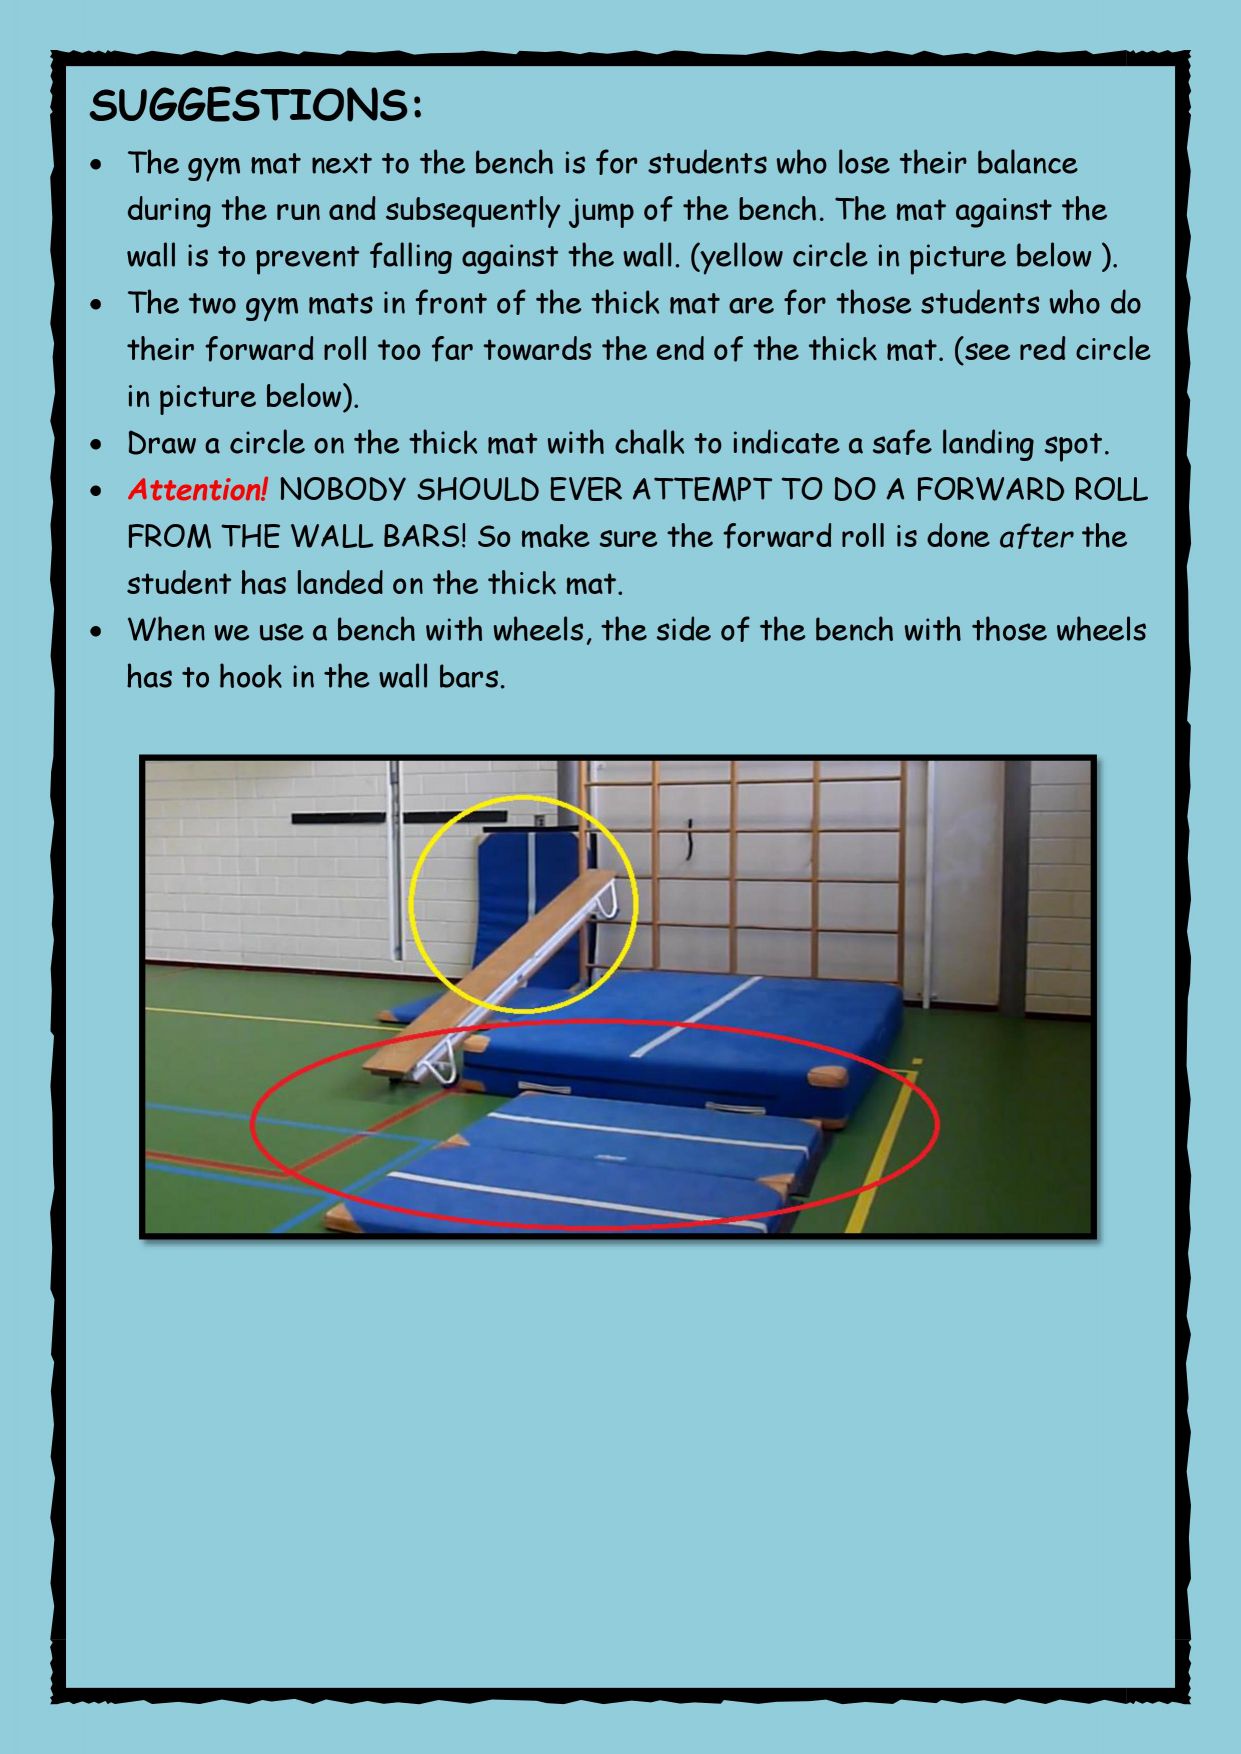 SUGGESTIONS:
• The gym mat next to the bench is for students who lose their balance
during the run and subsequently jump of the bench. The mat against the
wall is to prevent falling against the wall. (yellow circle in picture below ).
• The two gym mats in front of the thick mat are for those students who do
their forward roll too far towards the end of the thick mat. (see red circle
in picture below).
• Draw a circle on the thick mat with chalk to indicate a safe landing spot.
• Attention! NOBODY SHOULD EVER ATTEMPT TO DO A FORWARD ROLL
FROM THE WALL BARS! So make sure the forward roll is done after the
student has landed on the thick mat.
• When we use a bench with wheels, the side of the bench with those wheels
has to hook in the wall bars.